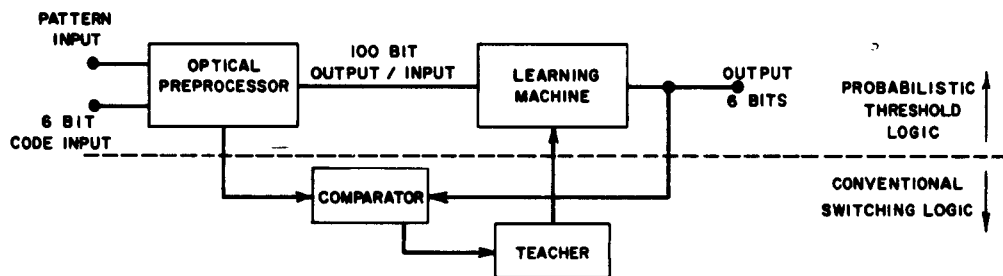 PATTERN
INPUT
6 BIT
CODE INPUT
OPTICAL
PREPROCESSOR
100 BIT
OUTPUT / INPUT
LEARNING
MACHINE
OUTPUT
6 BITS
PROBABILISTIC
THRESHOLD
LOGIC
COMPARATOR
TEACHER
CONVENTIONAL
SWITCHING LOGIC